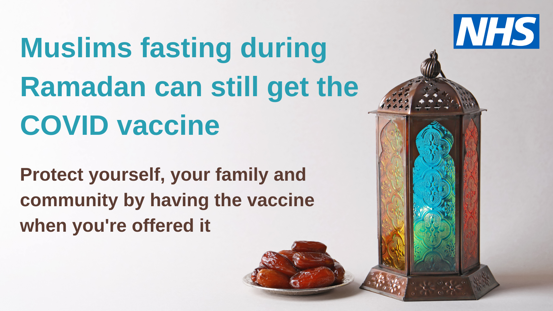 NHS
Muslims fasting during
Ramadan can still get the
COVID vaccine
Protect yourself, your family and
community by having the vaccine
when you're offered it